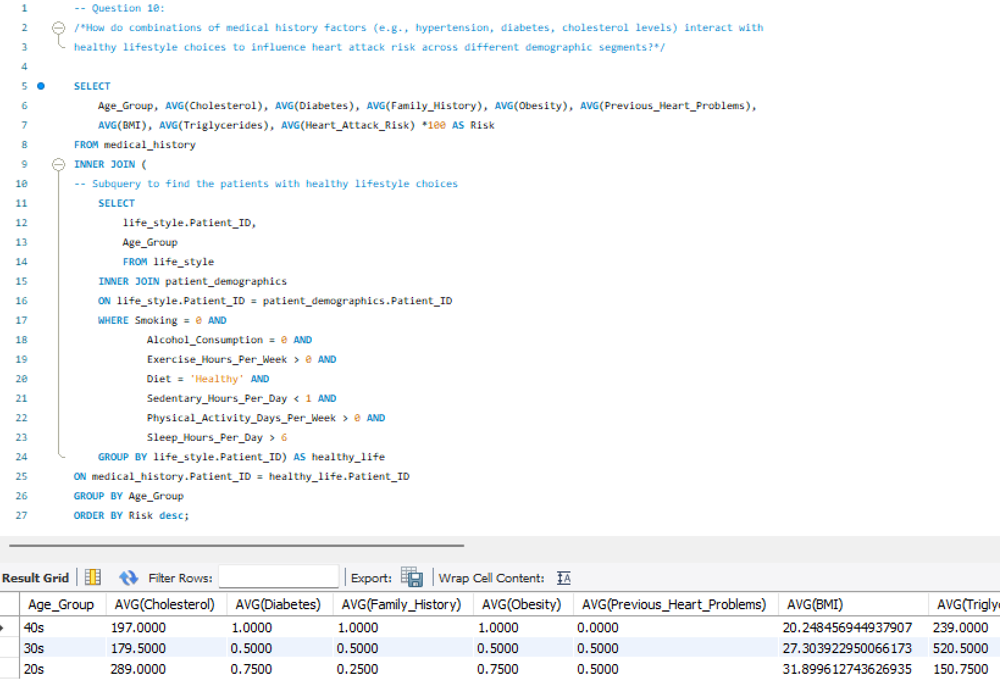 1 -- Question 10:
2 /*How do combinations of medical history factors (e.g., hypertension, diabetes, cholesterol levels) interact with
3 healthy lifestyle choices to influence heart attack risk across different demographic segments?*/
4
5 SELECT
6 Age_Group, AVG(Cholesterol), AVG(Diabetes), AVG(Family_History), AVG(Obesity), AVG(Previous_Heart_Problems),
7 AVG(BMI), AVG(Triglycerides), AVG(Heart_Attack_Risk) *100 AS Risk
8 FROM medical_history
9 INNER JOIN (
10 -- Subquery to find the patients with healthy lifestyle choices
11 SELECT
12 life_style.Patient_ID,
13 Age_Group
14 FROM life_style
15 INNER JOIN patient_demographics
16 ON life_style.Patient_ID = patient_demographics.Patient_ID
17 WHERE Smoking = 0 AND
18 Alcohol_Consumption = 0 AND
19 Exercise_Hours_Per_Week > 0 AND
20 Diet = 'Healthy' AND
21 Sedentary_Hours_Per_Day < 1 AND
22 Physical_Activity_Days_Per_Week > 0 AND
23 Sleep_Hours_Per_Day > 6
24 GROUP BY life_style.Patient_ID) AS healthy_life
25 ON medical_history.Patient_ID = healthy_life.Patient_ID
26 GROUP BY Age_Group
27 ORDER BY Risk desc;
Result Grid Filter Rows: Export: Wrap Cell Content:
Age_Group AVG(Cholesterol) AVG(Diabetes) AVG(Family_History) AVG(Obesity) AVG(Previous_Heart_Problems) AVG(BMI) AVG(Trigly
40s 197.0000 1.0000 1.0000 1.0000 0.0000 20.248456944937907 239.0000
30s 179.5000 0.5000 0.5000 0.5000 0.5000 27.303922950066173 520.5000
20s 289.0000 0.7500 0.2500 0.7500 0.5000 31.899612743626935 150.7500